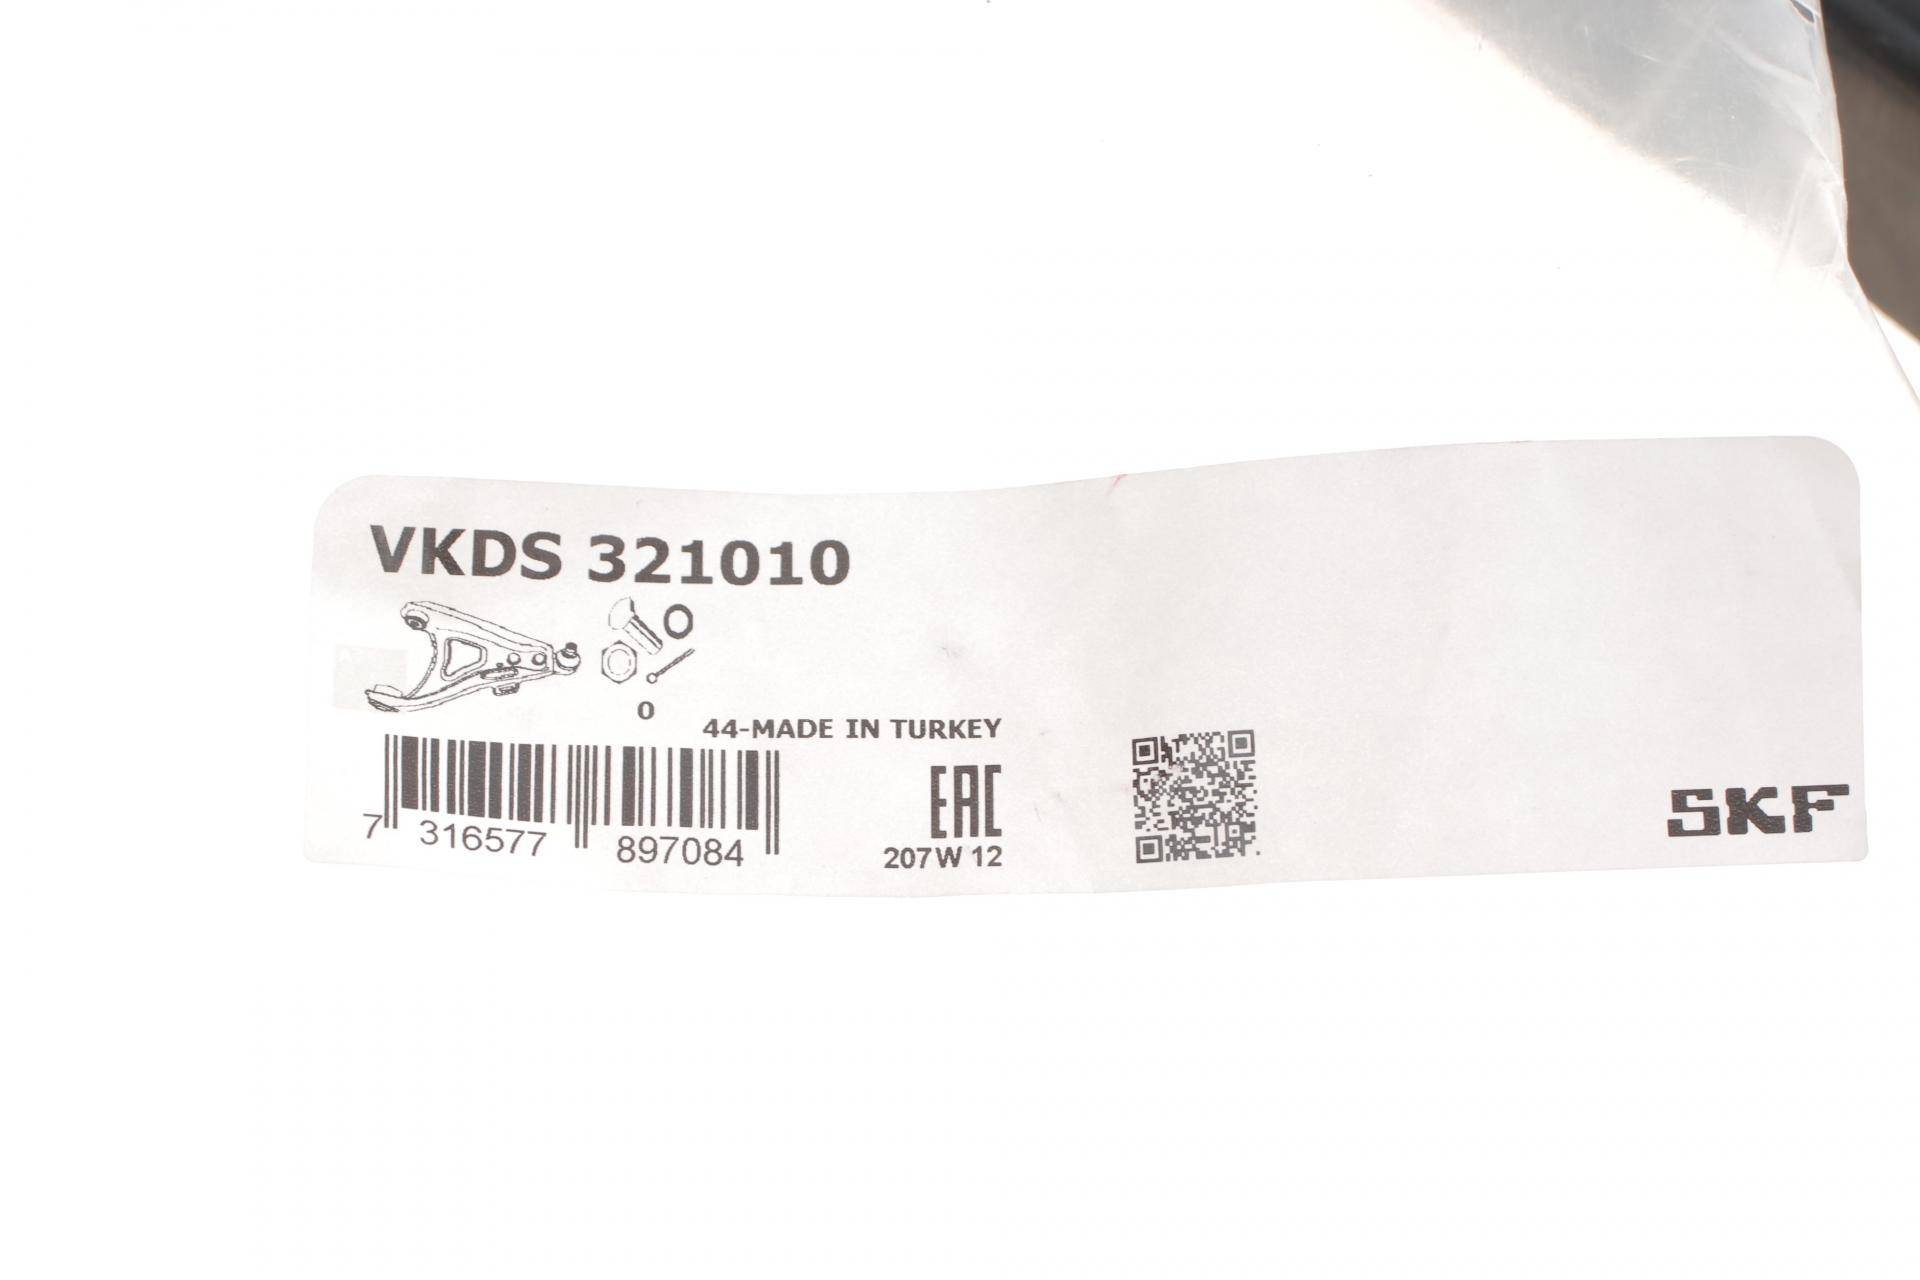 VKDS 321010
0
44-MADE IN TURKEY
7 316577 897084
EAC
207W 12
SKF